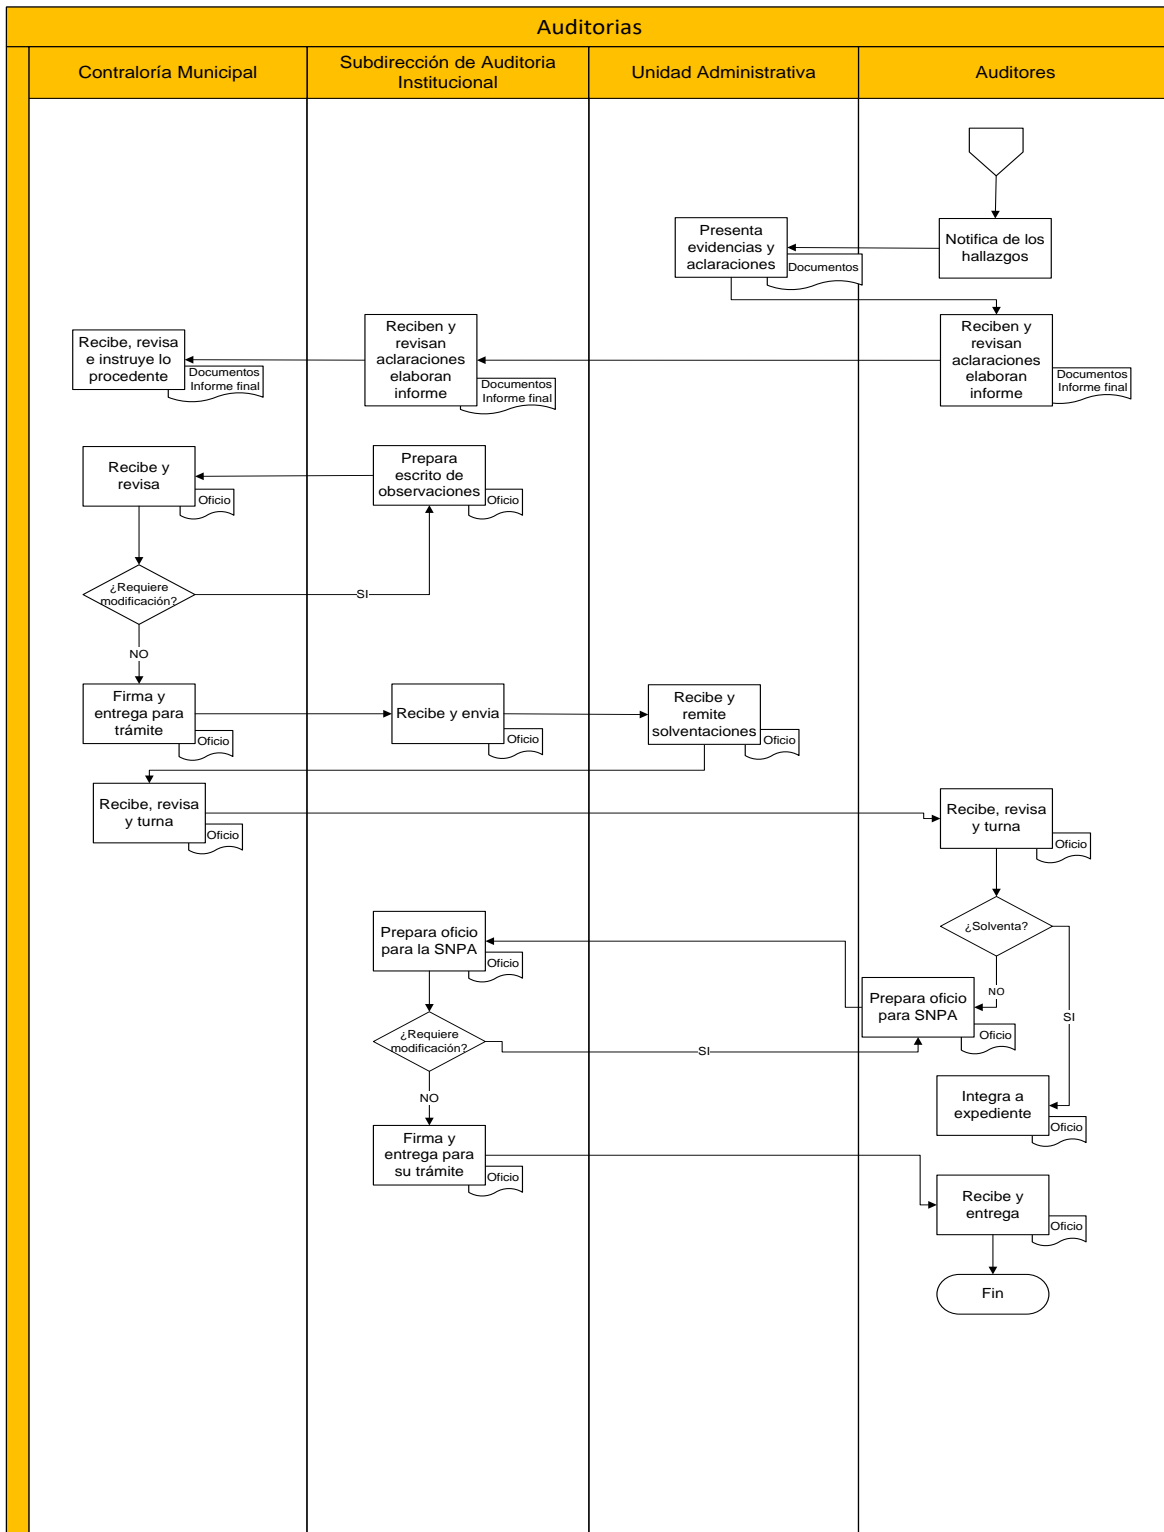 Auditorias
Contraloría Municipal
Subdirección de Auditoria
Institucional
Unidad Administrativa
Auditores
Notifica de los
hallazgos
Presenta
evidencias y
aclaraciones
Documentos
Reciben y
revisan
aclaraciones
elaboran
informe
Documentos
Informe final
Reciben y
revisan
aclaraciones
elaboran
informe
Documentos
Informe final
Recibe, revisa
e instruye lo
procedente
Documentos
Informe final
Prepara
escrito de
observaciones
Oficio
Recibe y
revisa
Oficio
¿Requiere
modificación?
SI
NO
Firma y
entrega para
trámite
Oficio
Recibe y envia
Oficio
Recibe y
remite
solventaciones
Oficio
Recibe, revisa
y turna
Oficio
Recibe, revisa
y turna
Oficio
¿Solventa?
NO
SI
Prepara oficio
para SNPA
Oficio
Prepara oficio
para la SNPA
Oficio
¿Requiere
modificación?
SI
NO
Integra a
expediente
Oficio
Firma y
entrega para
su trámite
Oficio
Recibe y
entrega
Oficio
Fin